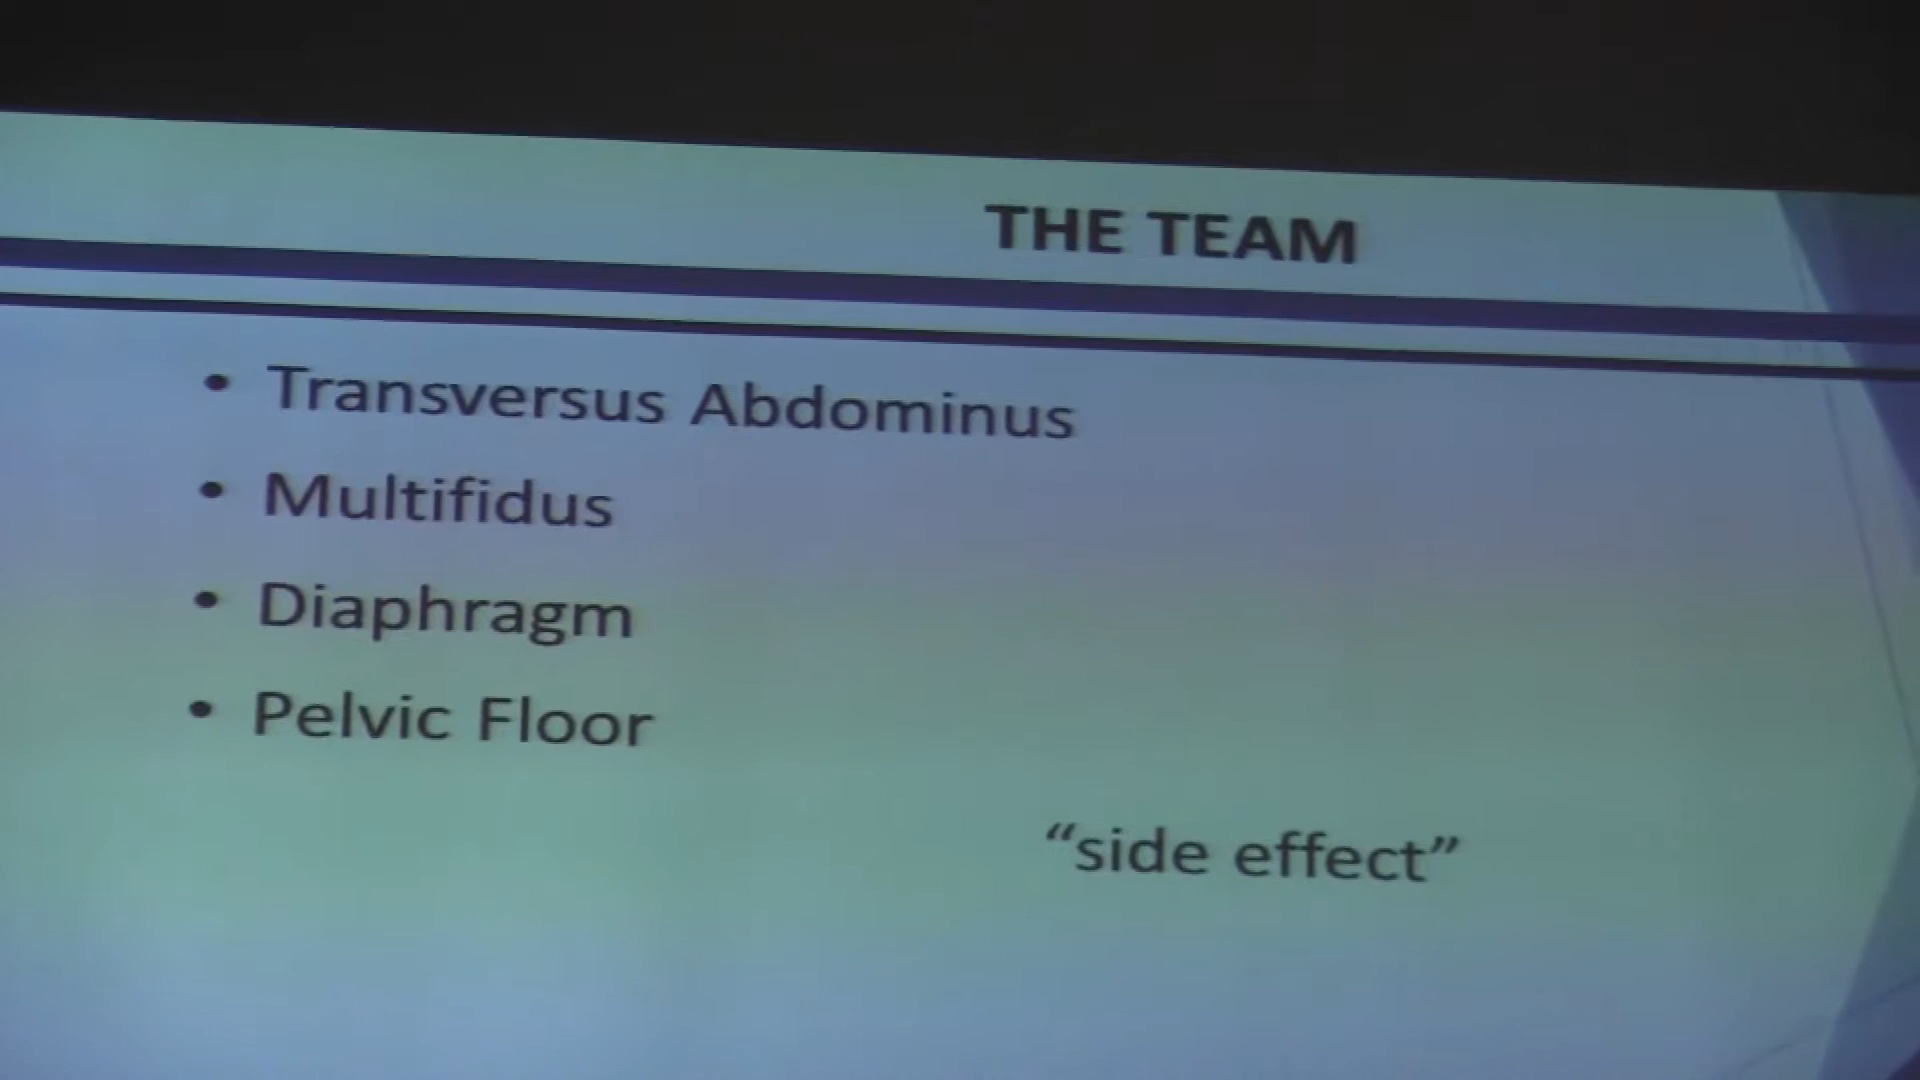 THE TEAM
• Transversus Abdominus
• Multifidus
• Diaphragm
• Pelvic Floor
“side effect”